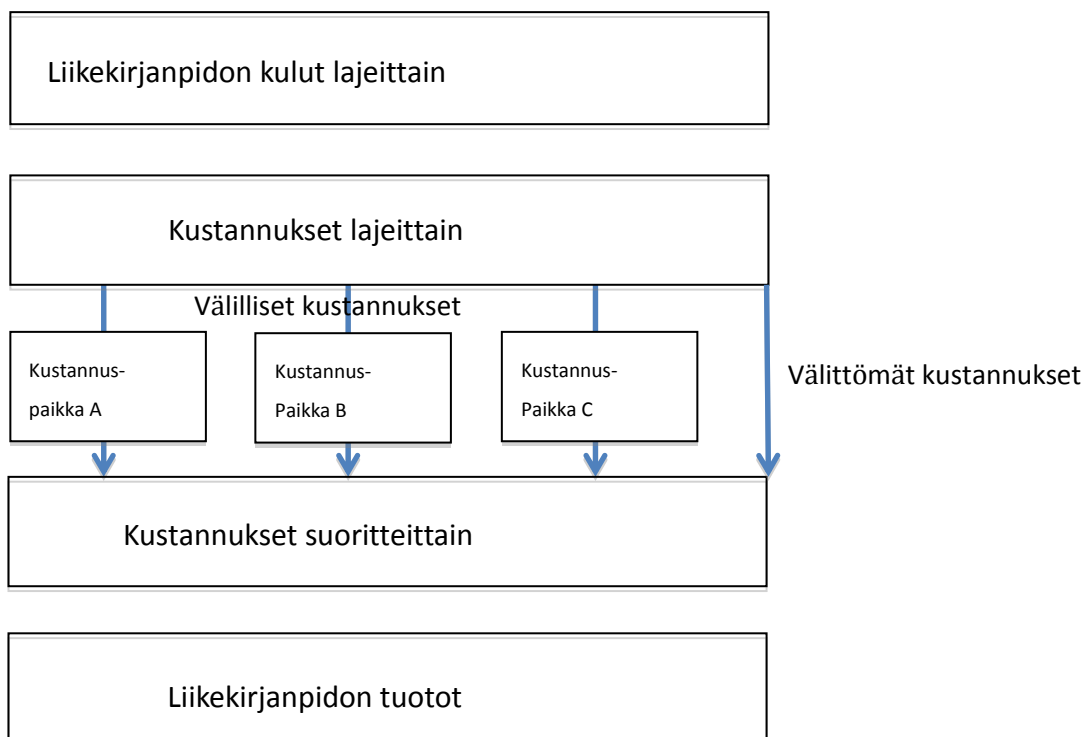 Liikekirjanpidon kulut lajeittain
Kustannukset lajeittain
Välilliset kustannukset
Kustannus-
paikka A
Kustannus-
Paikka B
Kustannus-
Paikka C
Välittömät kustannukset
Kustannukset suoritteittain
Liikekirjanpidon tuotot